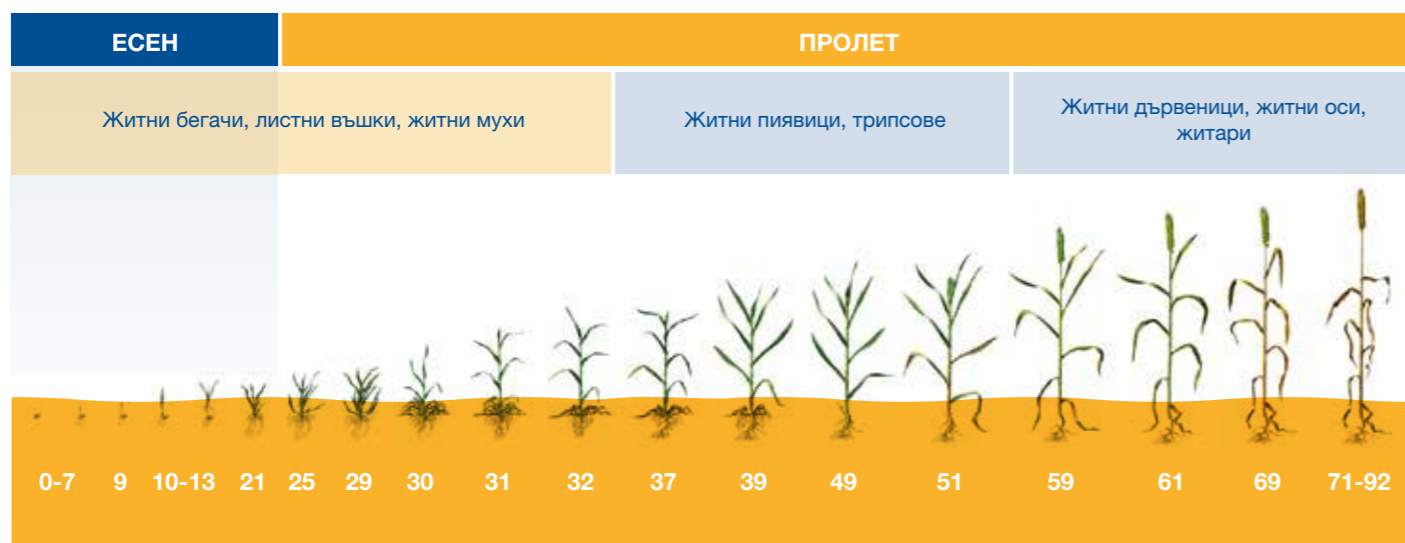 ЕСЕН
ПРОЛЕТ
Житни бегачи, листни въшки, житни мухи
Житни пиявици, трипсове
Житни дървеници, житни оси,
житари
0-7 9 10-13 21 25 29 30 31 32 37 39 49 51 59 61 69 71-92